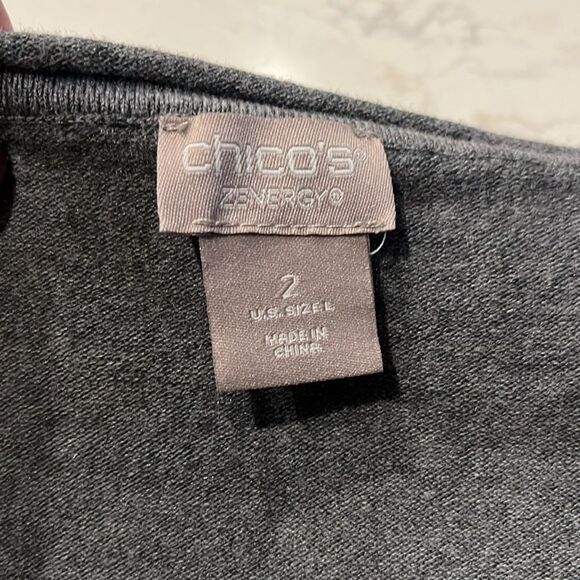 chico's®
ZENERGY®
2
U.S. SIZE L
MADE IN
CHINA